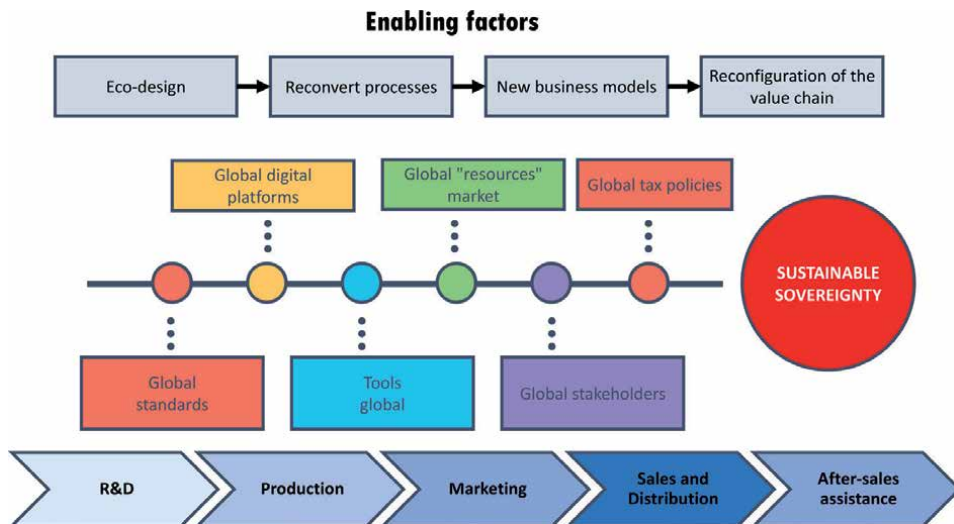 Enabling factors
Eco-design
Reconvert processes
New business models
Reconfiguration of the
value chain
Global digital
platforms
Global "resources"
market
Global tax policies
SUSTAINABLE
SOVEREIGNTY
Global
standards
Tools
global
Global stakeholders
R&D
Production
Marketing
Sales and
Distribution
After-sales
assistance